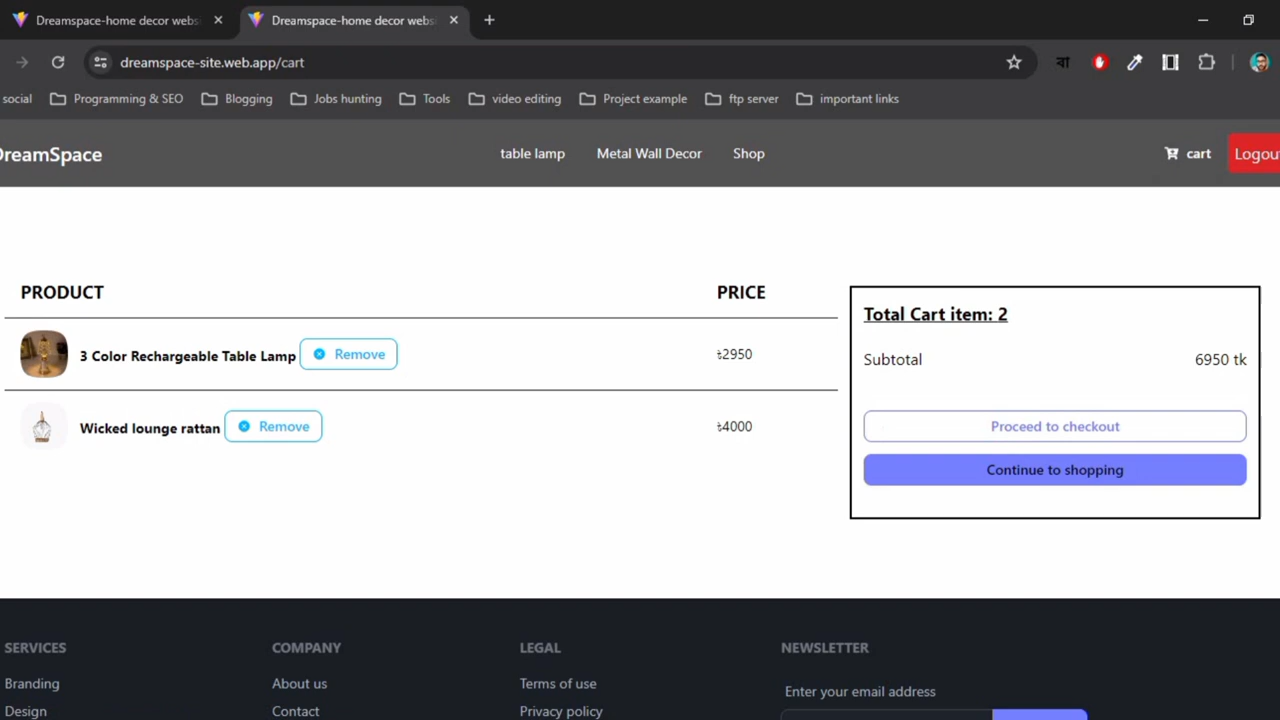 Dreamspace-home decor webs
Dreamspace-home decor webs
dreamspace-site.web.app/cart
বা
social
Programming & SEO
Blogging
Jobs hunting
Tools
video editing
Project example
ftp server
important links
DreamSpace
table lamp
Metal Wall Decor
Shop
cart
Logout
PRODUCT
PRICE
3 Color Rechargeable Table Lamp
Remove
৳2950
Wicked lounge rattan
Remove
৳4000
Total Cart item: 2
Subtotal
6950 tk
Proceed to checkout
Continue to shopping
SERVICES
COMPANY
LEGAL
NEWSLETTER
Branding
About us
Terms of use
Enter your email address
Design
Contact
Privacy policy